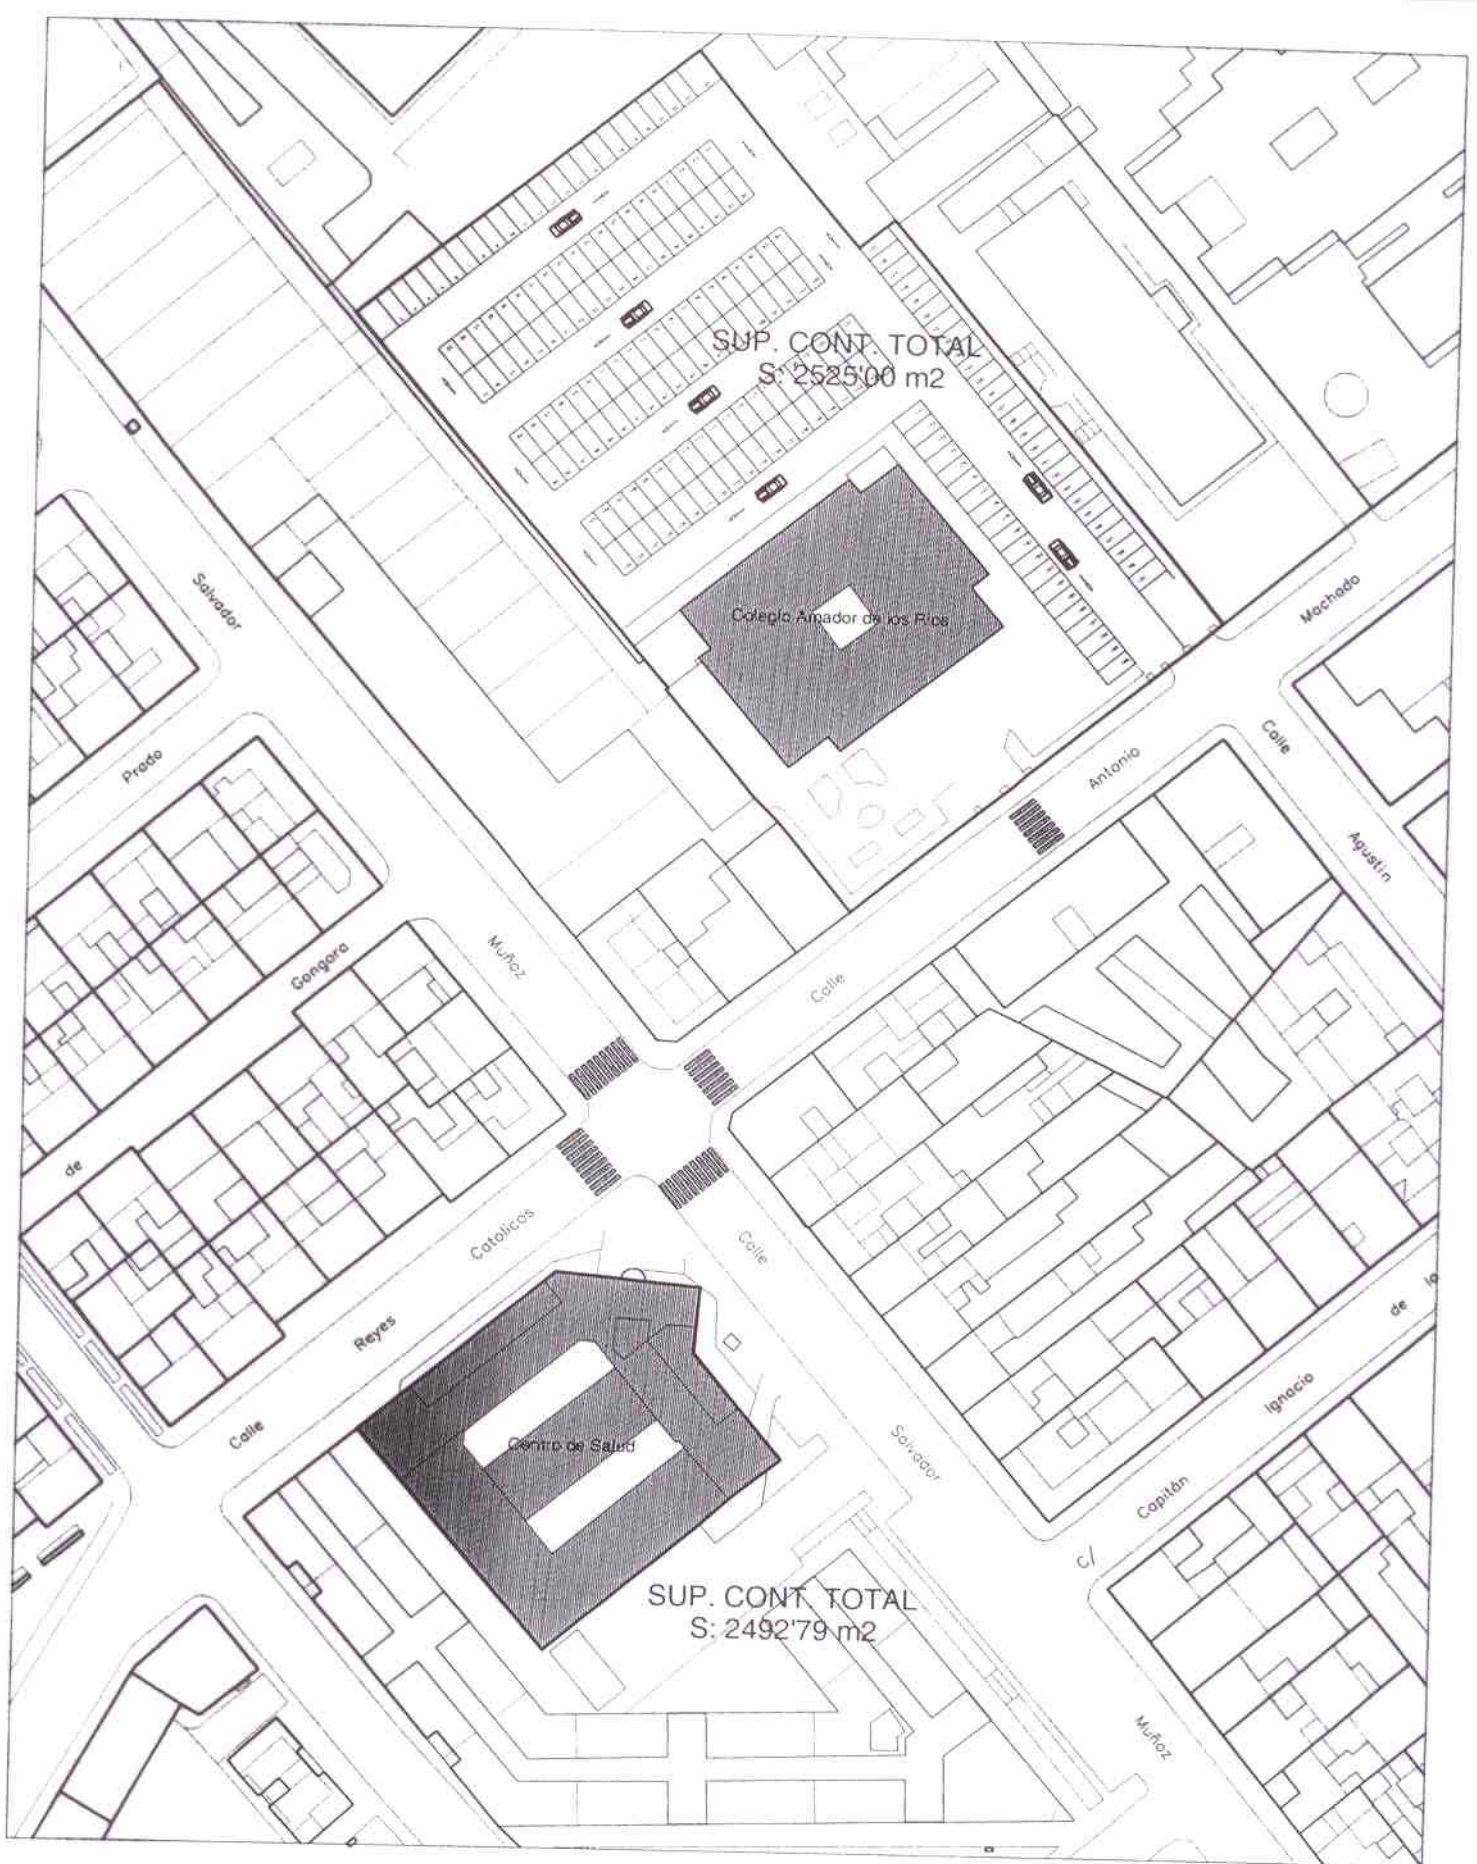 SUP. CONT. TOTAL
S: 2525'00 m2
Salvador
Machado
Colegio Amador de los Rios
Calle
Antonio
Prado
Agustín
Gongora
Muñoz
Calle
de
Catolicos
Calle
de la
Reyes
Ignacio
Calle
Centro de Salud
Salvador
Capitán
C/
SUP. CONT. TOTAL
S: 2492'79 m2
Muñoz